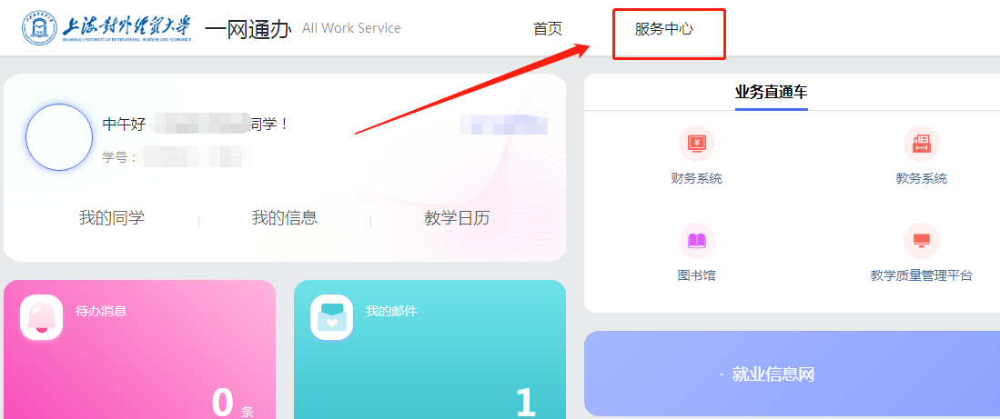 上海对外经贸大学 一网通办 All Work Service 首页 服务中心
SHANGHAI UNIVERSITY OF INTERNATIONAL BUSINESS AND ECONOMICS
中午好 同学！
学号：
我的同学 我的信息 教学日历
待办消息
0 条
我的邮件
1
业务直通车
财务系统 教务系统
图书馆 教学质量管理平台
· 就业信息网